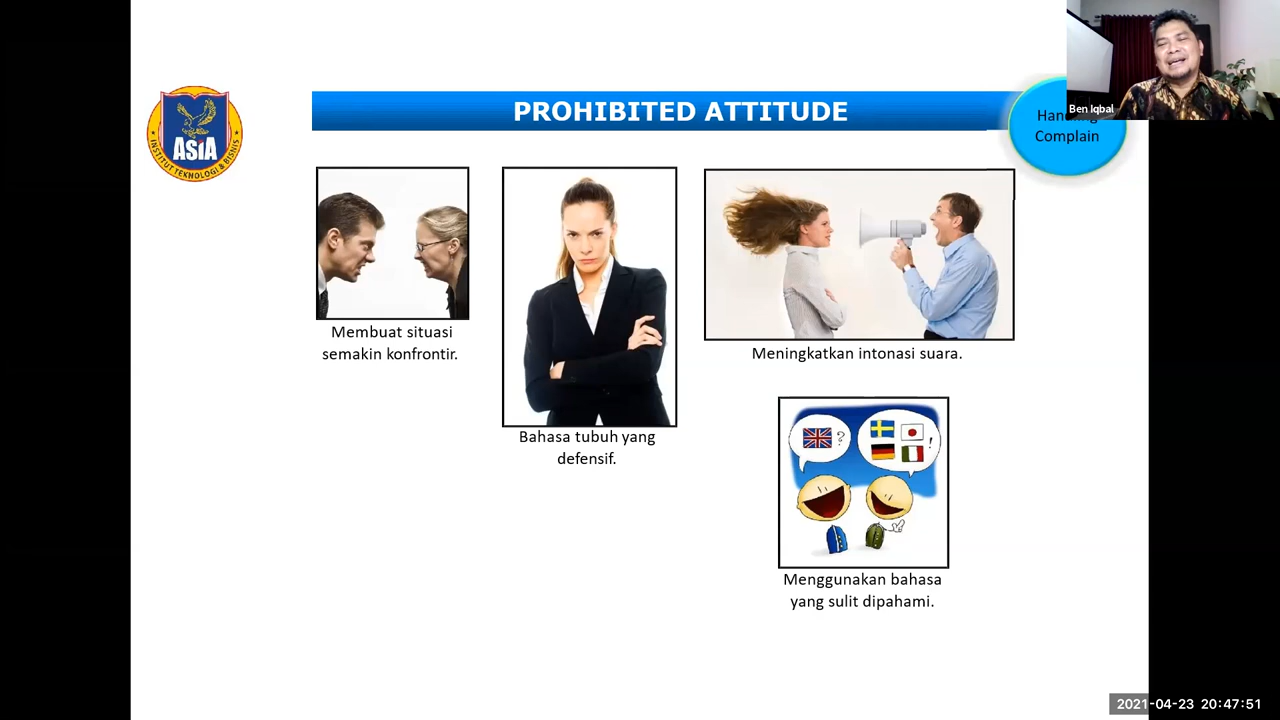 PROHIBITED ATTITUDE
Ben Iqbal
Complain
ASIA
INSTITUT TEKNOLOGI & BISNIS
Membuat situasi
semakin konfrontir.
Bahasa tubuh yang
defensif.
Meningkatkan intonasi suara.
?
!
Menggunakan bahasa
yang sulit dipahami.
2021-04-23 20:47:51